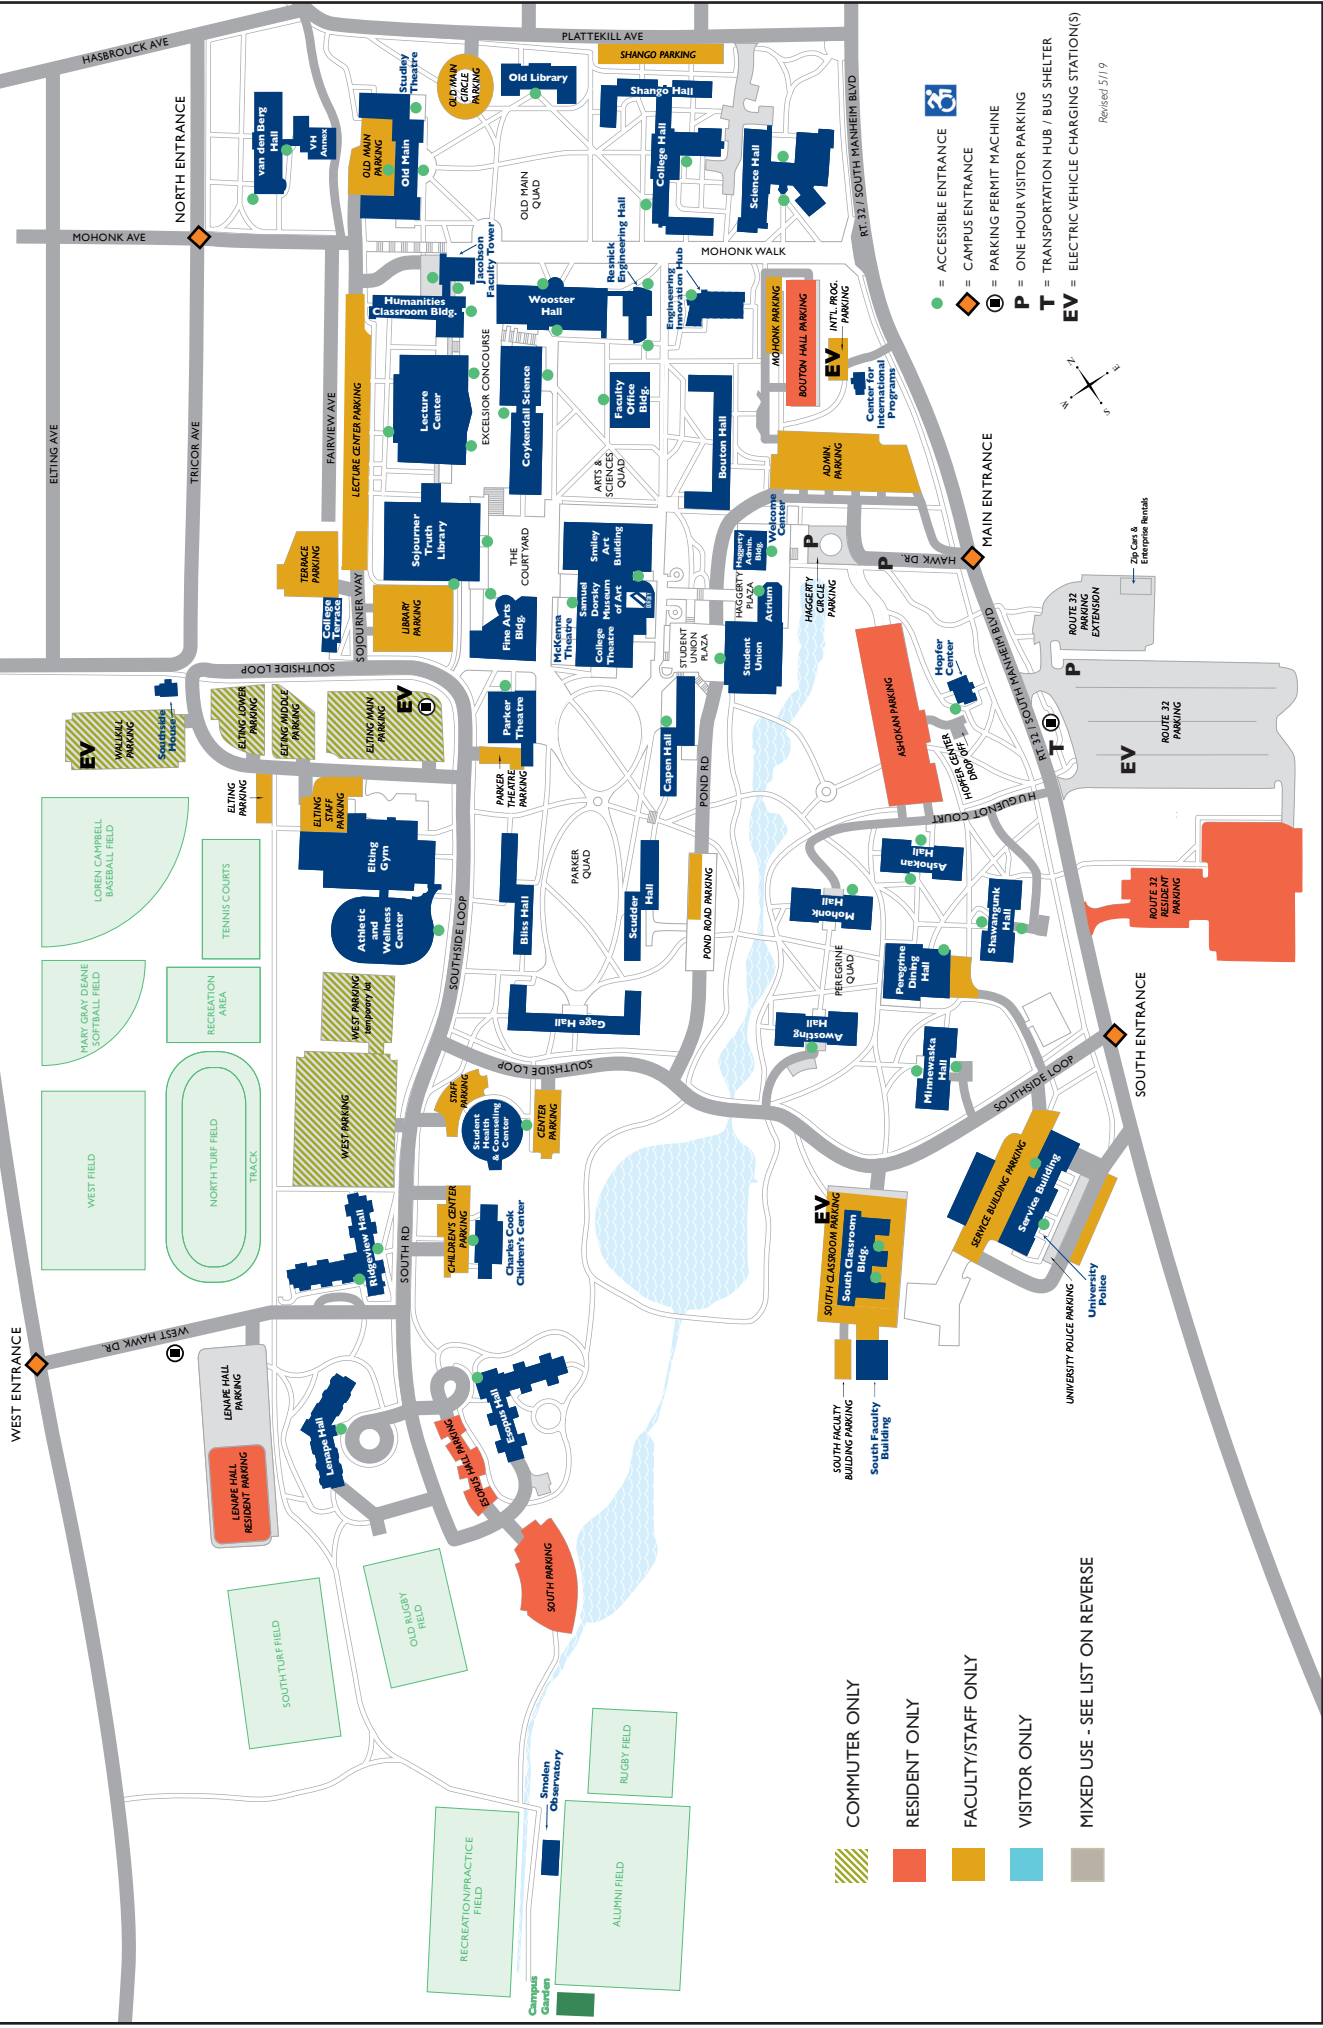 HASBROUCK AVE
PLATTEKILL AVE
SHANGO PARKING
NORTH ENTRANCE
van den Berg
Hall
VH
Annex
Studley
Theatre
OLD MAIN
CIRCLE
PARKING
Old Library
Shango Hall
OLD MAIN
PARKING
Old Main
OLD MAIN
QUAD
College Hall
Science Hall
RT. 32 / SOUTH MANHEIM BLVD
MOHONK AVE
MOHONK WALK
Jacobson
Faculty Tower
Resnick
Engineering Hall
Engineering
Innovation Hub
Humanities
Classroom Bldg.
Wooster
Hall
MOHONK PARKING
BOUTON HALL PARKING
EV
INT'L. PROG.
PARKING
Center for
International
Programs
ELTING AVE
TRICOR AVE
FAIRVIEW AVE
LECTURE CENTER PARKING
Lecture
Center
EXCELSIOR CONCOURSE
Coykendall Science
Faculty
Office
Bldg.
ARTS &
SCIENCES
QUAD
Bouton Hall
ADMIN.
PARKING
MAIN ENTRANCE
TERRACE
PARKING
College
Terrace
SOJOURNER WAY
LIBRARY
PARKING
Sojourner
Truth
Library
THE
COURTYARD
Fine Arts
Bldg.
Smiley
Art
Building
Samuel
Dorsky
Museum
of Art
McKenna
Theatre
College
Theatre
Haggerty
Admin.
Bldg.
Welcome
Center
HAGGERTY
PLAZA
Atrium
STUDENT
UNION
PLAZA
Student
Union
P
HAGGERTY
CIRCLE
PARKING
P
HAWK DR.
ROUTE 32
PARKING
EXTENSION
Zip Cars &
Enterprise Rentals
SOUTHSIDE LOOP
Southside
House
EV
WALLKILL
PARKING
ELTING LOWER
PARKING
ELTING MIDDLE
PARKING
ELTING MAIN
PARKING
EV
ELTING
PARKING
ELTING
STAFF
PARKING
Parker
Theatre
PARKER
THEATRE
PARKING
Capen Hall
POND RD
ASHOKAN PARKING
Hopfer
Center
HOPFER CENTER
DROP OFF
RT. 32 / SOUTH MANHEIM BLVD
T
P
EV
ROUTE 32
PARKING
HUGUENOT COURT
LOREN CAMPBELL
BASEBALL FIELD
TENNIS COURTS
Elting
Gym
Athletic
and
Wellness
Center
SOUTHSIDE LOOP
Bliss Hall
PARKER
QUAD
Scudder
Hall
POND ROAD PARKING
Ashokan
Hall
Mohonk
Hall
Shawangunk
Hall
PEREGRINE
QUAD
Peregrine
Dining
Hall
ROUTE 32
RESIDENT
PARKING
MARY GRAY DEANE
SOFTBALL FIELD
RECREATION
AREA
WEST PARKING
temporary lot
Gage Hall
Awosting
Hall
Minnewaska
Hall
SOUTH ENTRANCE
SOUTHSIDE LOOP
SOUTHSIDE LOOP
WEST FIELD
NORTH TURF FIELD
TRACK
WEST PARKING
STAFF
PARKING
Student
Health
& Counseling
Center
CENTER
PARKING
SERVICE BUILDING PARKING
Service Building
University
Police
UNIVERSITY POLICE PARKING
Ridgeview Hall
SOUTH RD
CHILDREN'S CENTER
PARKING
Charles Cook
Children's Center
EV
SOUTH CLASSROOM PARKING
South Classroom
Bldg.
SOUTH FACULTY
BUILDING PARKING
South Faculty
Building
WEST ENTRANCE
WEST HAWK DR.
LENAPE HALL
PARKING
LENAPE HALL
RESIDENT PARKING
Lenape Hall
ESOPUS HALL PARKING
Esopus Hall
SOUTH PARKING
SOUTH TURF FIELD
OLD RUGBY
FIELD
RUGBY FIELD
Smolen
Observatory
RECREATION/PRACTICE
FIELD
ALUMNI FIELD
Campus
Garden
= ACCESSIBLE ENTRANCE
= CAMPUS ENTRANCE
= PARKING PERMIT MACHINE
P = ONE HOUR VISITOR PARKING
T = TRANSPORTATION HUB / BUS SHELTER
EV = ELECTRIC VEHICLE CHARGING STATION(S)
Revised 5/19
N
E
S
W
COMMUTER ONLY
RESIDENT ONLY
FACULTY/STAFF ONLY
VISITOR ONLY
MIXED USE - SEE LIST ON REVERSE